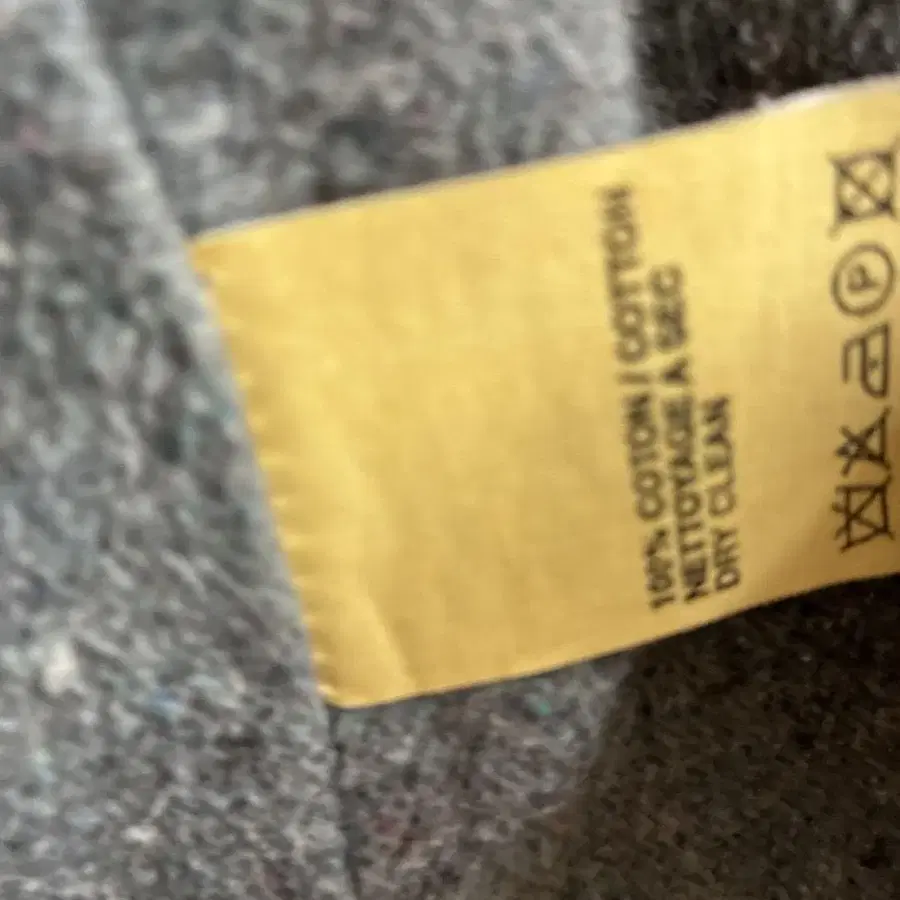 100% COTON / COTTON
NETTOYAGE A SEC
DRY CLEAN
P